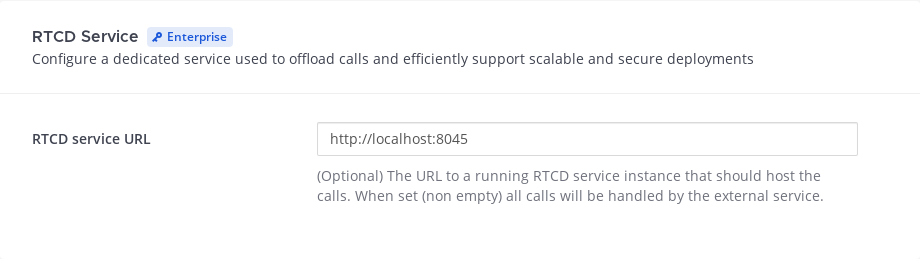 RTCD Service Enterprise
Configure a dedicated service used to offload calls and efficiently support scalable and secure deployments
RTCD service URL
http://localhost:8045
(Optional) The URL to a running RTCD service instance that should host the
calls. When set (non empty) all calls will be handled by the external service.